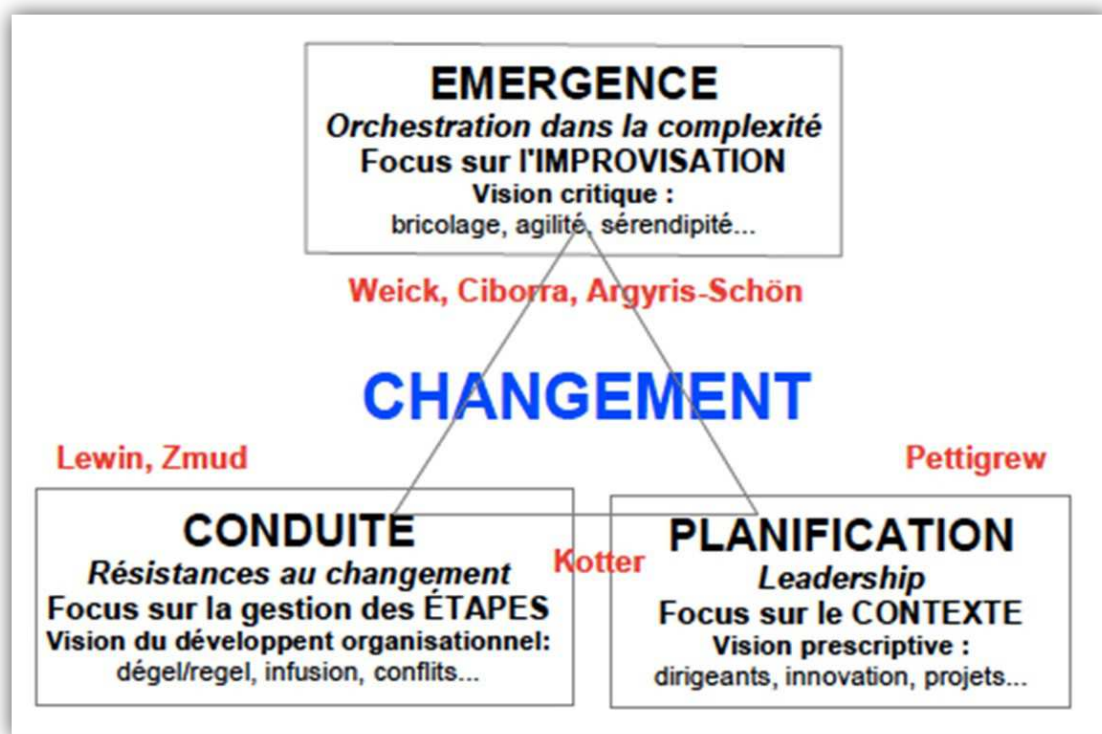 EMERGENCE
Orchestration dans la complexité
Focus sur l'IMPROVISATION
Vision critique :
bricolage, agilité, sérendipité...
Weick, Ciborra, Argyris-Schön
CHANGEMENT
Lewin, Zmud
Pettigrew
CONDUITE
Résistances au changement
Focus sur la gestion des ÉTAPES
Vision du développent organisationnel:
dégel/regel, infusion, conflits...
Kotter
PLANIFICATION
Leadership
Focus sur le CONTEXTE
Vision prescriptive :
dirigeants, innovation, projets...